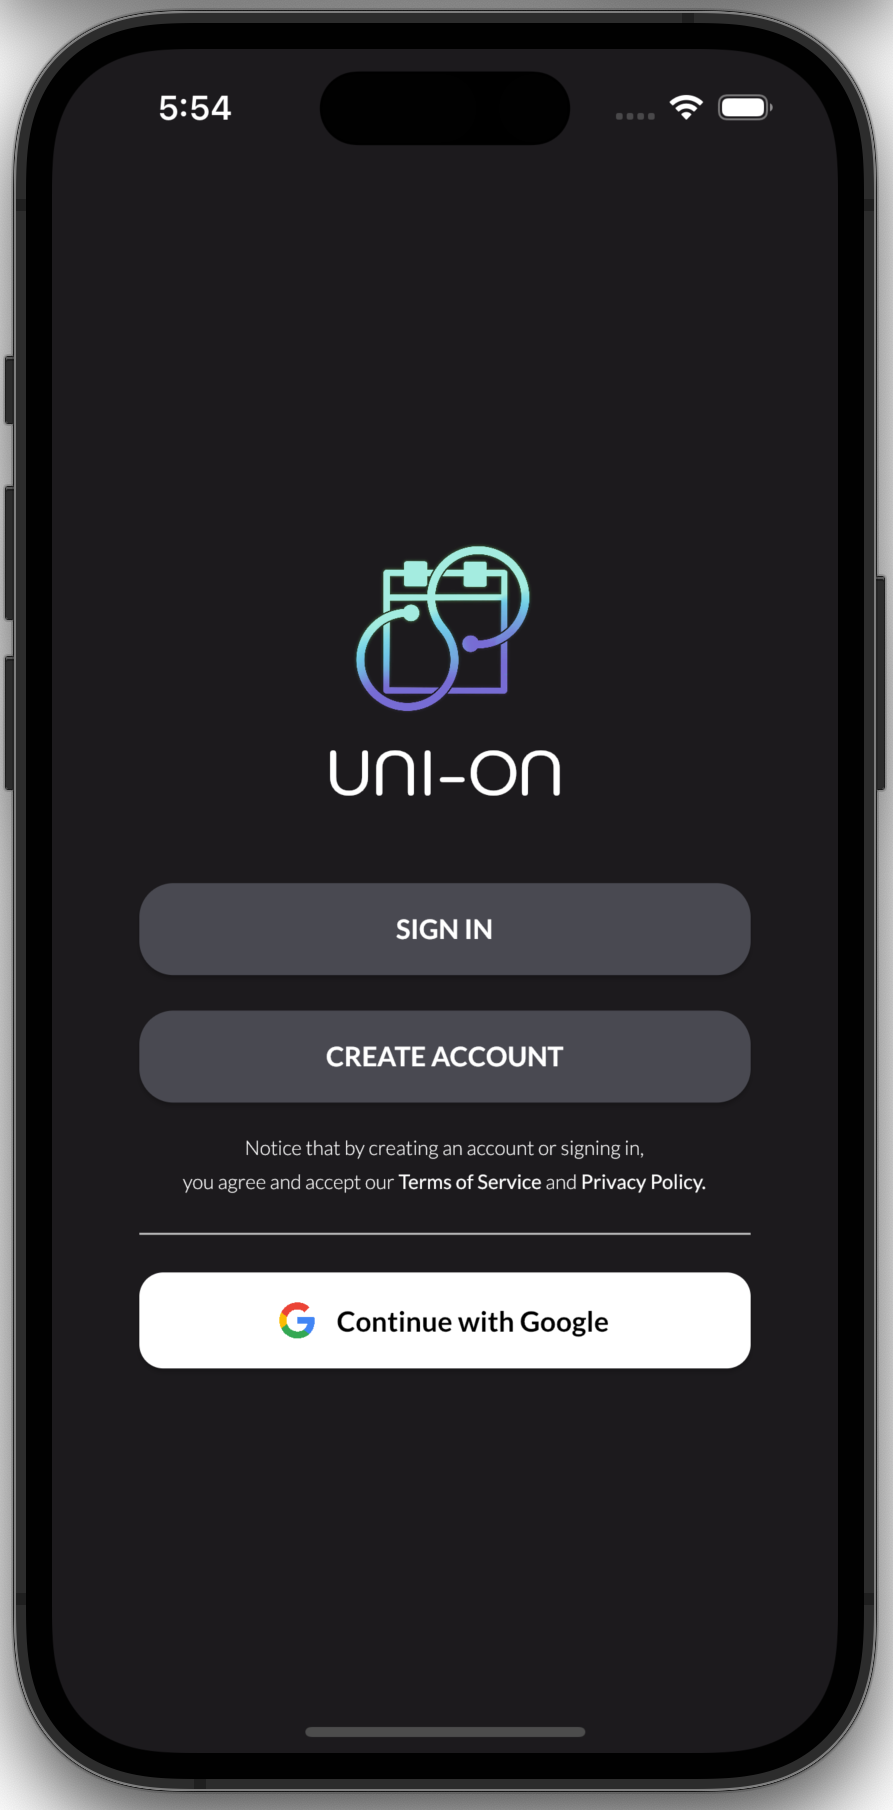 5:54
UNI-ON
SIGN IN
CREATE ACCOUNT
Notice that by creating an account or signing in,
you agree and accept our Terms of Service and Privacy Policy.
Continue with Google